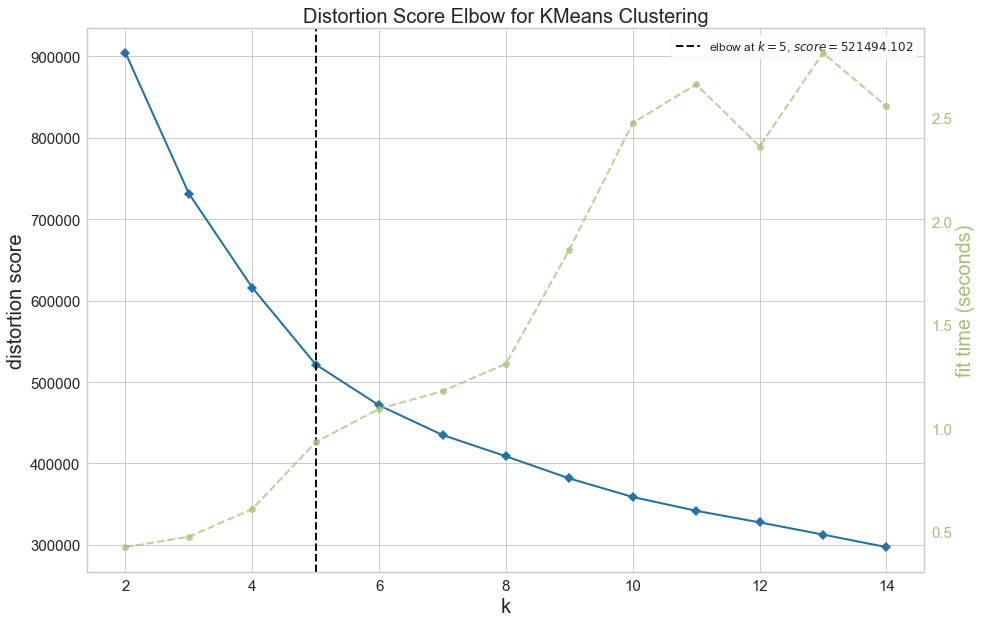 Distortion Score Elbow for KMeans Clustering
elbow at k = 5, score = 521494.102
distortion score
900000
800000
700000
600000
500000
400000
300000
2 4 6 8 10 12 14
k
2.5
2.0
1.5
1.0
0.5
fit time (seconds)